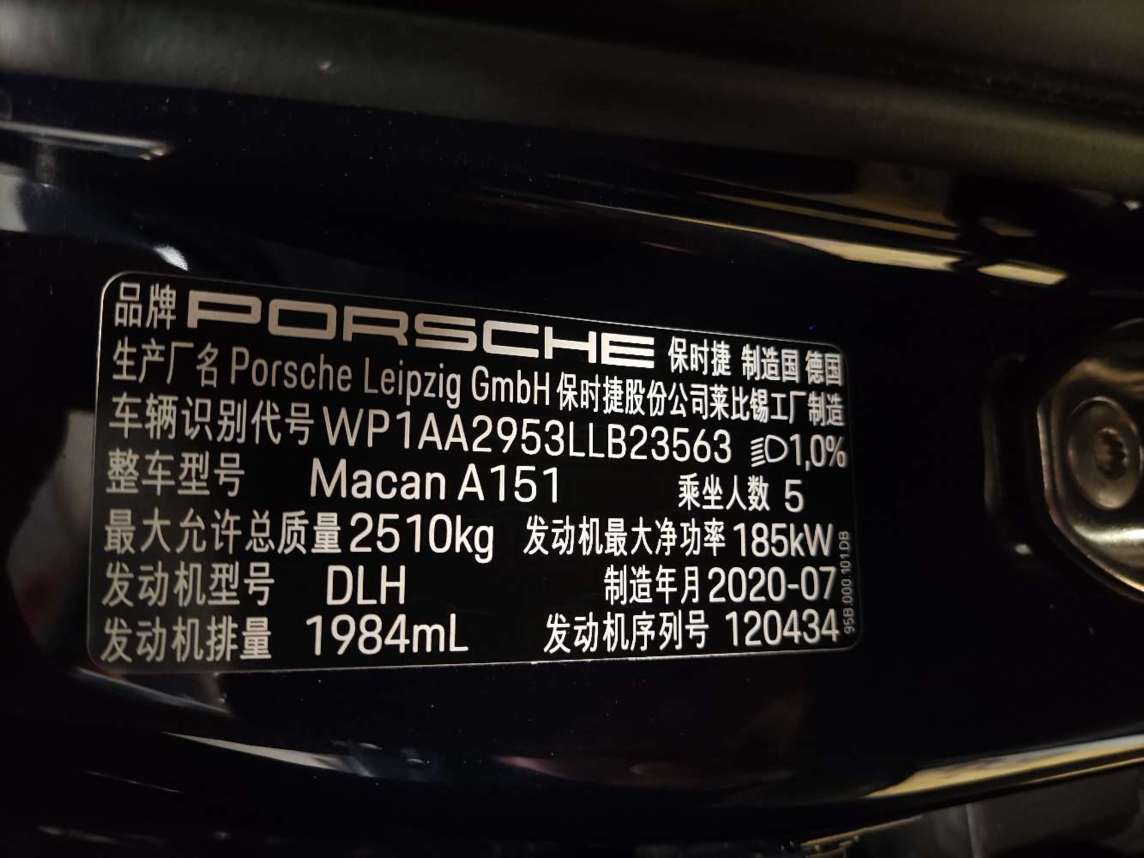 品牌 PORSCHE 保时捷 制造国 德国
生产厂名 Porsche Leipzig GmbH 保时捷股份公司莱比锡工厂制造
车辆识别代号 WP1AA2953LLB23563 1,0%
整车型号 Macan A151 乘坐人数 5
最大允许总质量 2510kg 发动机最大净功率 185kW
发动机型号 DLH 制造年月 2020-07
发动机排量 1984mL 发动机序列号 120434
95B.000.101.DB